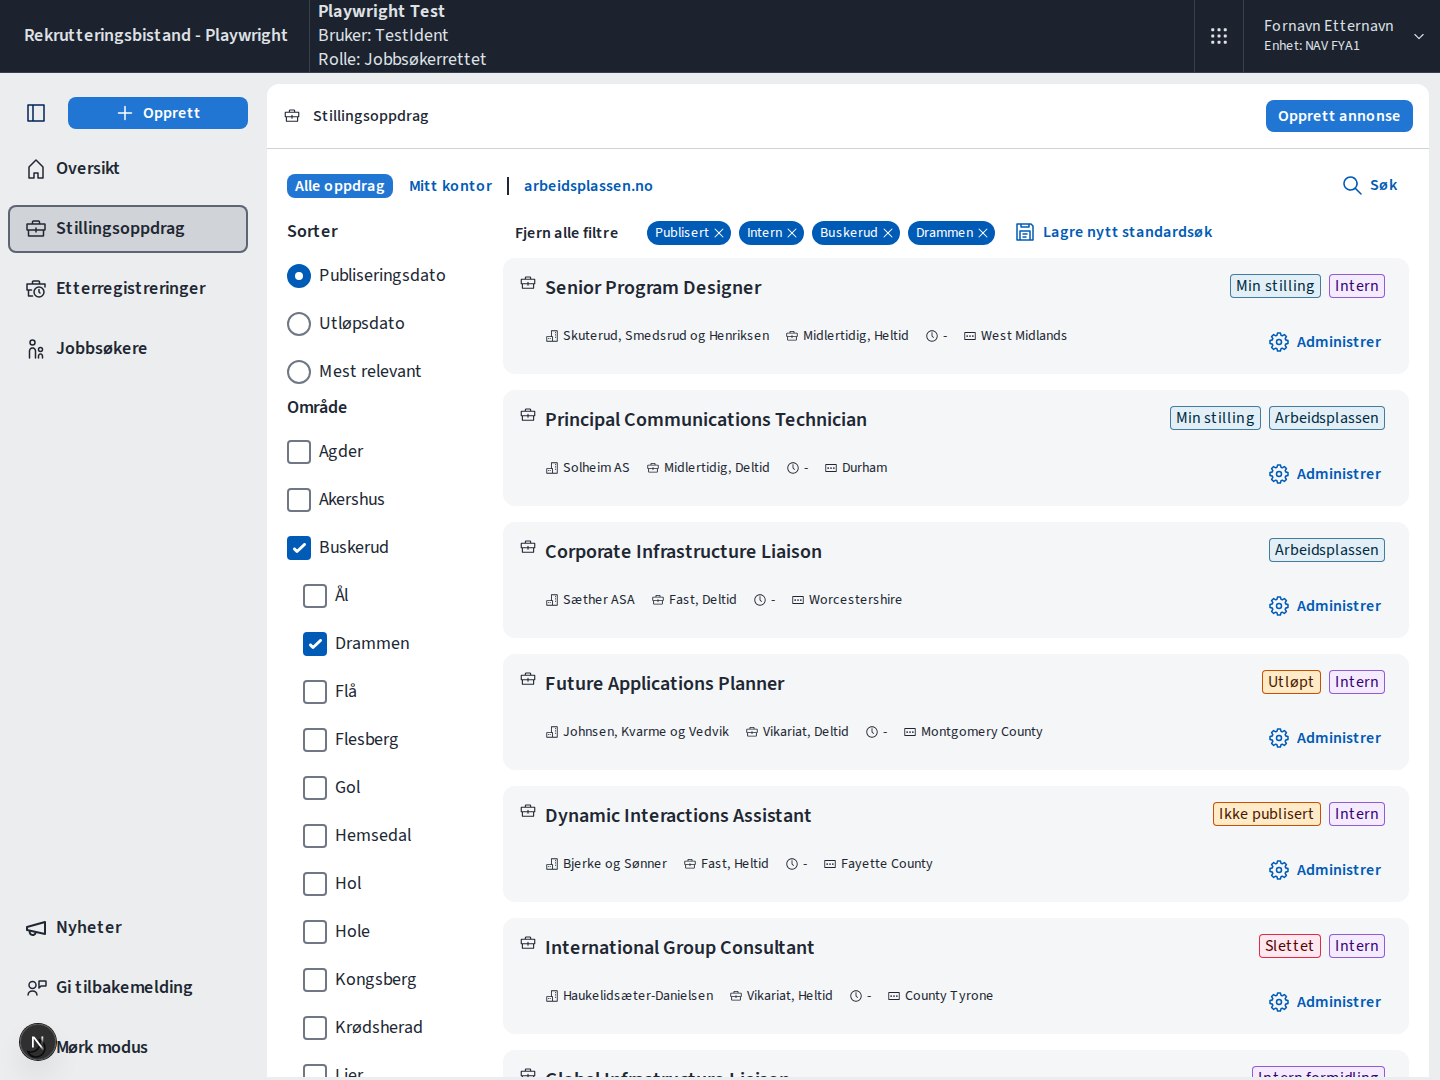 Rekrutteringsbistand - Playwright
Playwright Test
Bruker: TestIdent
Rolle: Jobbsøkerrettet
Fornavn Etternavn
Enhet: NAV FYA1
Opprett
Oversikt
Stillingsoppdrag
Etterregistreringer
Jobbsøkere
Nyheter
Gi tilbakemelding
N
Mørk modus
Stillingsoppdrag
Opprett annonse
Alle oppdrag
Mitt kontor
arbeidsplassen.no
Søk
Sorter
Publiseringsdato
Utløpsdato
Mest relevant
Område
Agder
Akershus
Buskerud
Ål
Drammen
Flå
Flesberg
Gol
Hemsedal
Hol
Hole
Kongsberg
Krødsherad
Lier
Fjern alle filtre
Publisert
Intern
Buskerud
Drammen
Lagre nytt standardsøk
Senior Program Designer
Min stilling
Intern
Skuterud, Smedsrud og Henriksen Midlertidig, Heltid - West Midlands
Administrer
Principal Communications Technician
Min stilling
Arbeidsplassen
Solheim AS Midlertidig, Deltid - Durham
Administrer
Corporate Infrastructure Liaison
Arbeidsplassen
Sæther ASA Fast, Deltid - Worcestershire
Administrer
Future Applications Planner
Utløpt
Intern
Johnsen, Kvarme og Vedvik Vikariat, Deltid - Montgomery County
Administrer
Dynamic Interactions Assistant
Ikke publisert
Intern
Bjerke og Sønner Fast, Heltid - Fayette County
Administrer
International Group Consultant
Slettet
Intern
Haukelidsæter-Danielsen Vikariat, Heltid - County Tyrone
Administrer
Global Infrastructure Liaison
Intern formidling